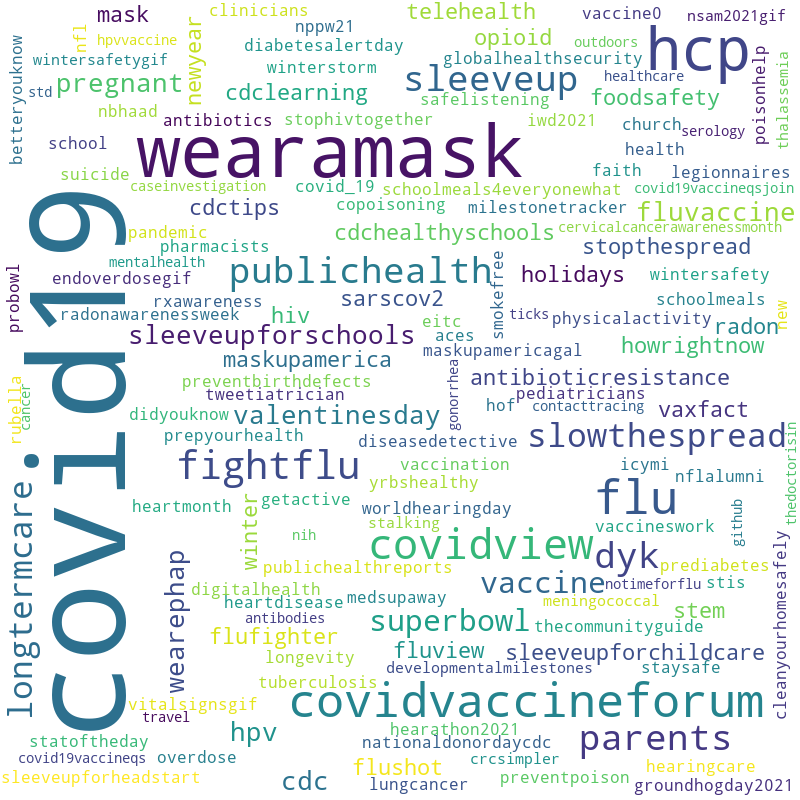 mask
clinicians
telehealth
vaccine0
nsam2021gif
nfl
hpvvaccine
newyear
nppw21
opioid
outdoors
hcp
betteryouknow
wintersafetygif
diabetesalertday
globalhealthsecurity
poisonhelp
thalassemia
std
pregnant
winterstorm
sleeveup
healthcare
cdclearning
safelistening
foodsafety
nbhaad
antibiotics
stophivtogether
iwd2021
church
serology
school
wearamask
health
faith
legionnaires
suicide
caseinvestigation
covid_19
schoolmeals4everyonewhat
covid19vaccineqsjoin
covid19.
cdctips
copoisoning
milestonetracker
fluvaccine
pandemic
cdchealthyschools
cervicalcancerawarenessmonth
pharmacists
stopthespread
mentalhealth
publichealth
smokefree
holidays
wintersafety
probowl
endoverdosegif
rxawareness
sarscov2
schoolmeals
new
radonawarenessweek
hiv
eitc
ticks
physicalactivity
radon
sleeveupforschools
aces
howrightnow
maskupamerica
maskupamericagal
rubella
cancer
preventbirthdefects
gonorrhea
antibioticresistance
tweetiatrician
pediatricians
didyouknow
valentinesday
hof
contacttracing
vaxfact
thedoctorisin
prepyourhealth
diseasedetective
slowthespread
longtermcare
fightflu
vaccination
icymi
yrbshealthy
nflalumni
heartmonth
getactive
worldhearingday
flu
winter
stalking
vaccineswork
github
nih
covidview
dyk
cleanyourhomesafely
wearephap
publichealthreports
prediabetes
digitalhealth
vaccine
notimeforflu
stis
heartdisease
medsupaway
meningococcal
antibodies
superbowl
stem
flufighter
thecommunityguide
longevity
fluview
sleeveupforchildcare
developmentalmilestones
staysafe
tuberculosis
vitalsignsgif
covidvaccineforum
travel
hpv
hearathon2021
parents
statoftheday
nationaldonordaycdc
covid19vaccineqs
overdose
crcsimpler
flushot
hearingcare
sleeveupforheadstart
cdc
lungcancer
preventpoison
groundhogday2021